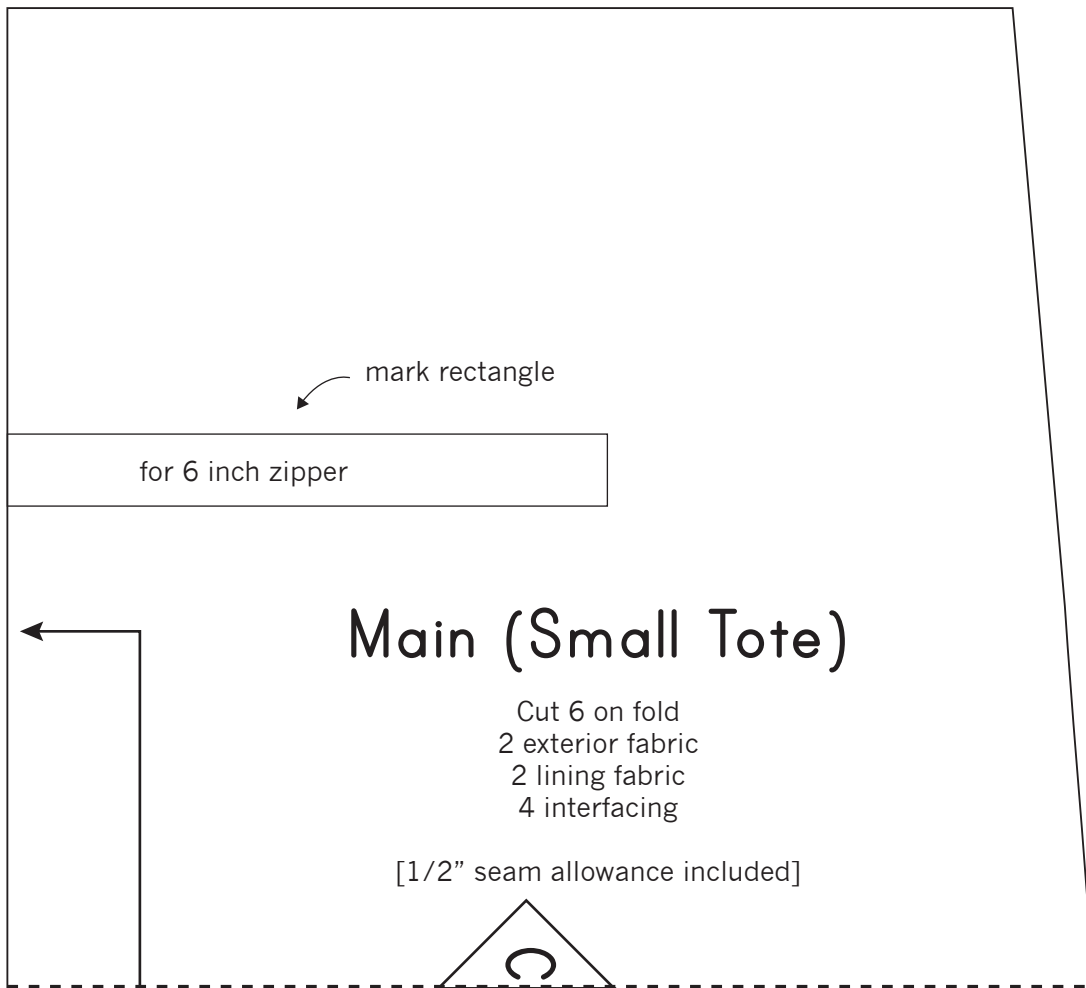 mark rectangle
for 6 inch zipper
Main (Small Tote)
Cut 6 on fold
2 exterior fabric
2 lining fabric
4 interfacing
[1/2” seam allowance included]
C